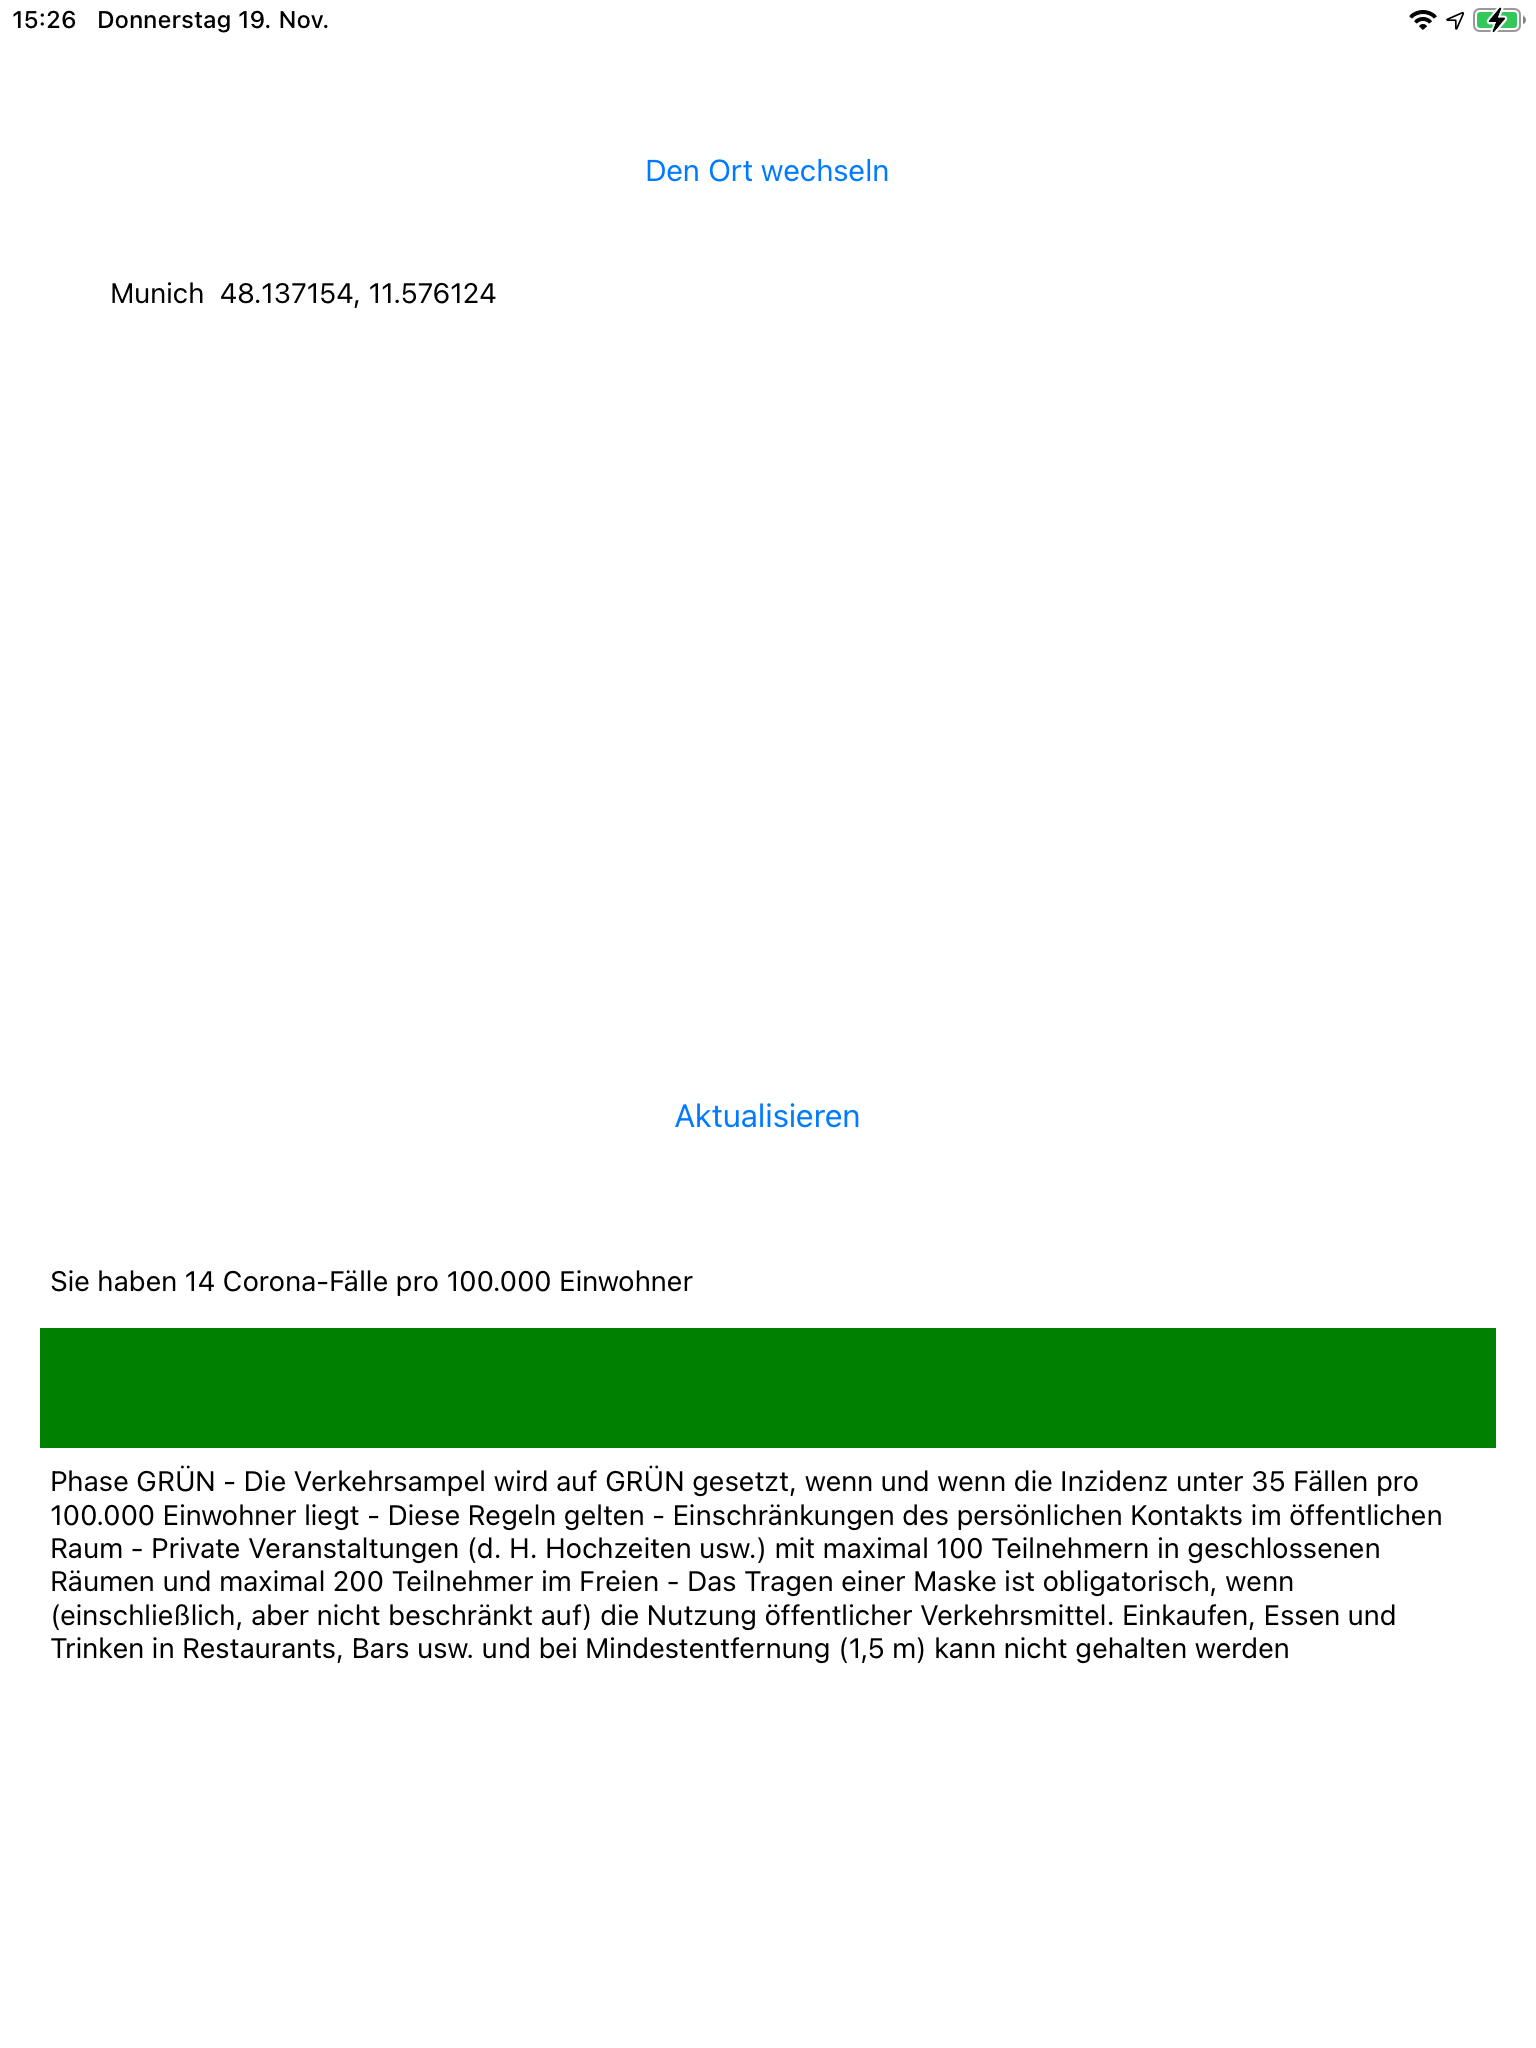 15:26 Donnerstag 19. Nov.
Den Ort wechseln
Munich 48.137154, 11.576124
Aktualisieren
Sie haben 14 Corona-Fälle pro 100.000 Einwohner
Phase GRÜN - Die Verkehrsampel wird auf GRÜN gesetzt, wenn und wenn die Inzidenz unter 35 Fällen pro
100.000 Einwohner liegt - Diese Regeln gelten - Einschränkungen des persönlichen Kontakts im öffentlichen
Raum - Private Veranstaltungen (d. H. Hochzeiten usw.) mit maximal 100 Teilnehmern in geschlossenen
Räumen und maximal 200 Teilnehmer im Freien - Das Tragen einer Maske ist obligatorisch, wenn
(einschließlich, aber nicht beschränkt auf) die Nutzung öffentlicher Verkehrsmittel. Einkaufen, Essen und
Trinken in Restaurants, Bars usw. und bei Mindestentfernung (1,5 m) kann nicht gehalten werden